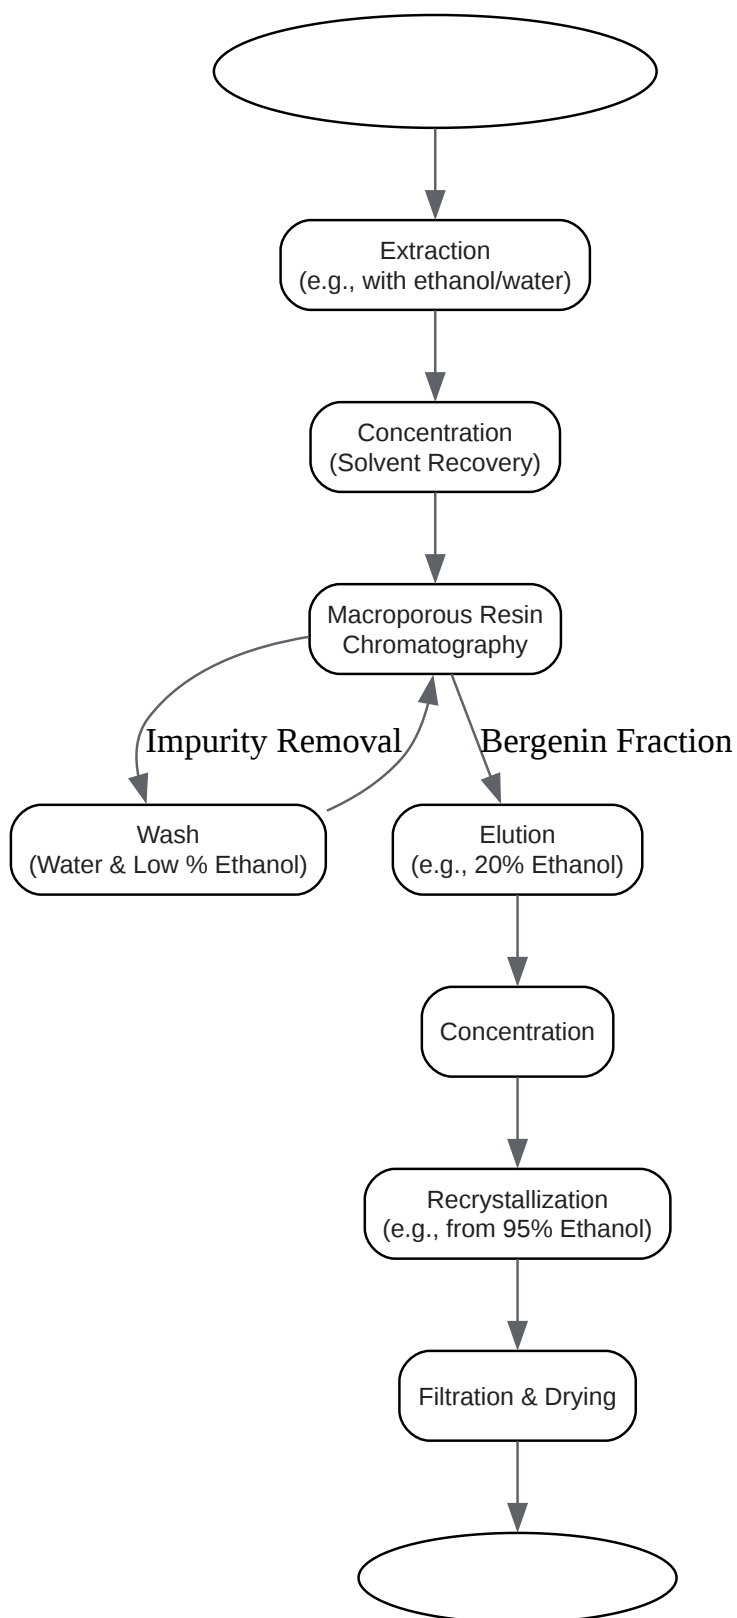 Extraction
(e.g., with ethanol/water)
Concentration
(Solvent Recovery)
Macroporous Resin
Chromatography
Impurity Removal
Bergenin Fraction
Wash
(Water & Low % Ethanol)
Elution
(e.g., 20% Ethanol)
Concentration
Recrystallization
(e.g., from 95% Ethanol)
Filtration & Drying